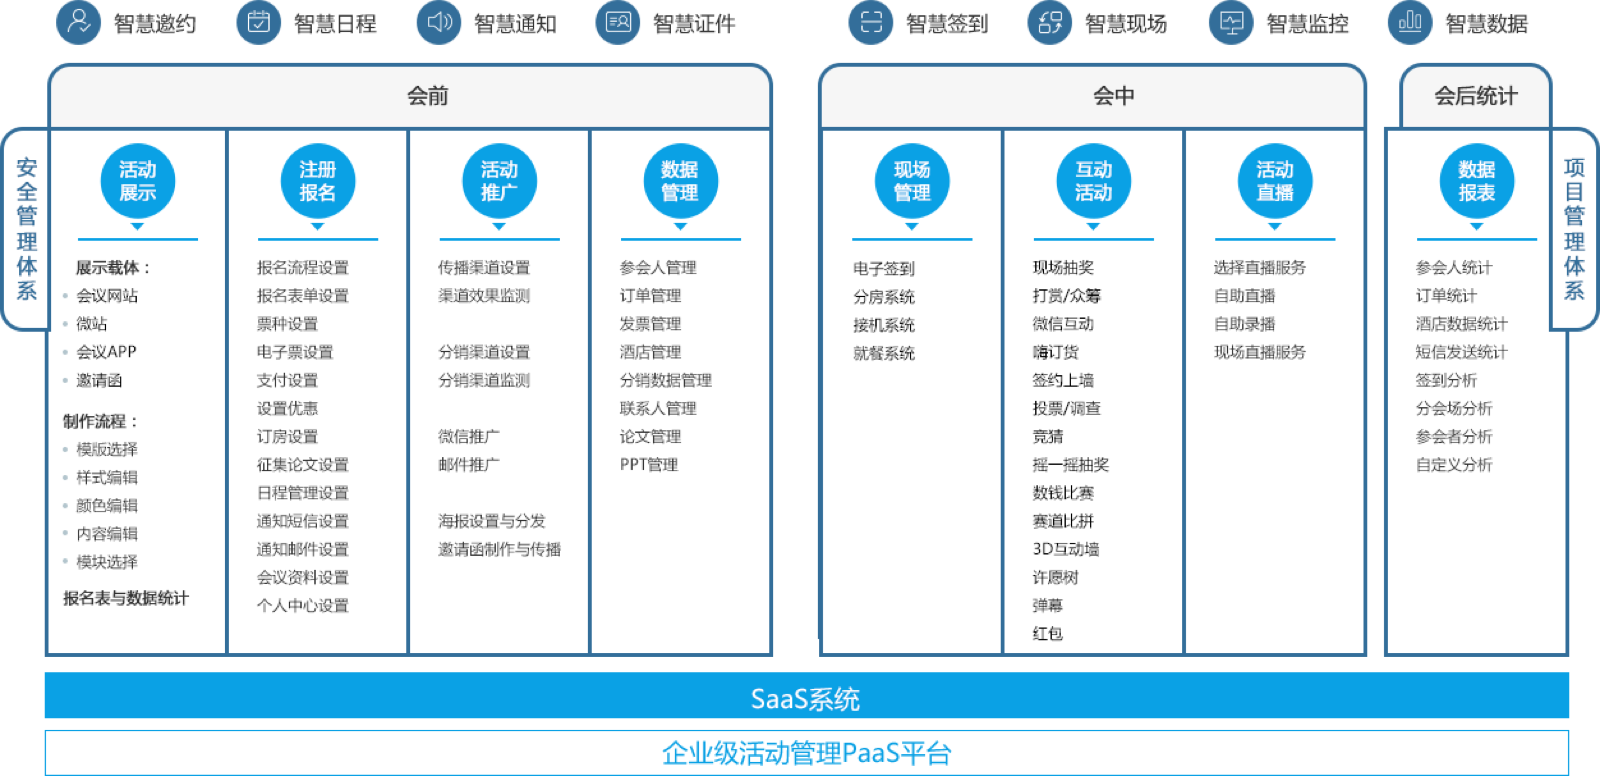 智慧邀约
智慧日程
智慧通知
智慧证件
智慧签到
智慧现场
智慧监控
智慧数据
会前
会中
会后统计
安全管理体系
活动
展示
展示载体：
会议网站
微站
会议APP
邀请函
制作流程：
模版选择
样式编辑
颜色编辑
内容编辑
模块选择
报名表与数据统计
注册
报名
报名流程设置
报名表单设置
票种设置
电子票设置
支付设置
设置优惠
订房设置
征集论文设置
日程管理设置
通知短信设置
通知邮件设置
会议资料设置
个人中心设置
活动
推广
传播渠道设置
渠道效果监测
分销渠道设置
分销渠道监测
微信推广
邮件推广
海报设置与分发
邀请函制作与传播
数据
管理
参会人管理
订单管理
发票管理
酒店管理
分销数据管理
联系人管理
论文管理
PPT管理
现场
管理
电子签到
分房系统
接机系统
就餐系统
互动
活动
现场抽奖
打赏/众筹
微信互动
嗨订货
签约上墙
投票/调查
竞猜
摇一摇抽奖
数钱比赛
赛道比拼
3D互动墙
许愿树
弹幕
红包
活动
直播
选择直播服务
自助直播
自助录播
现场直播服务
数据
报表
参会人统计
订单统计
酒店数据统计
短信发送统计
签到分析
分会场分析
参会者分析
自定义分析
项目管理体系
SaaS系统
企业级活动管理PaaS平台